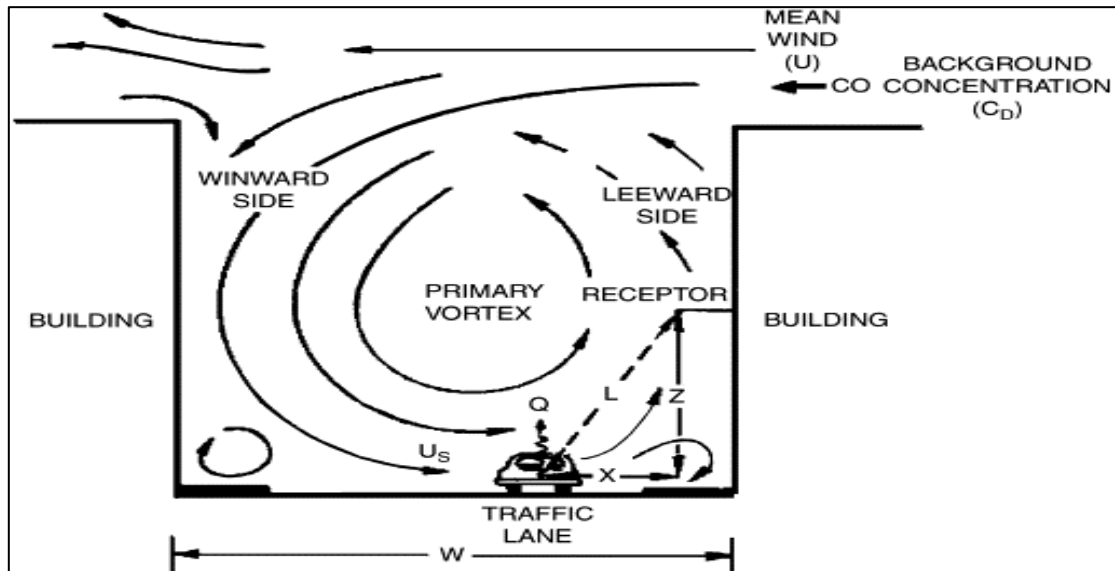 MEAN
WIND
(U)
CO BACKGROUND
CONCENTRATION
(C_D)
WINWARD
SIDE
LEEWARD
SIDE
PRIMARY
VORTEX
RECEPTOR
BUILDING
BUILDING
L
Z
Q
U_S
X
TRAFFIC
LANE
W